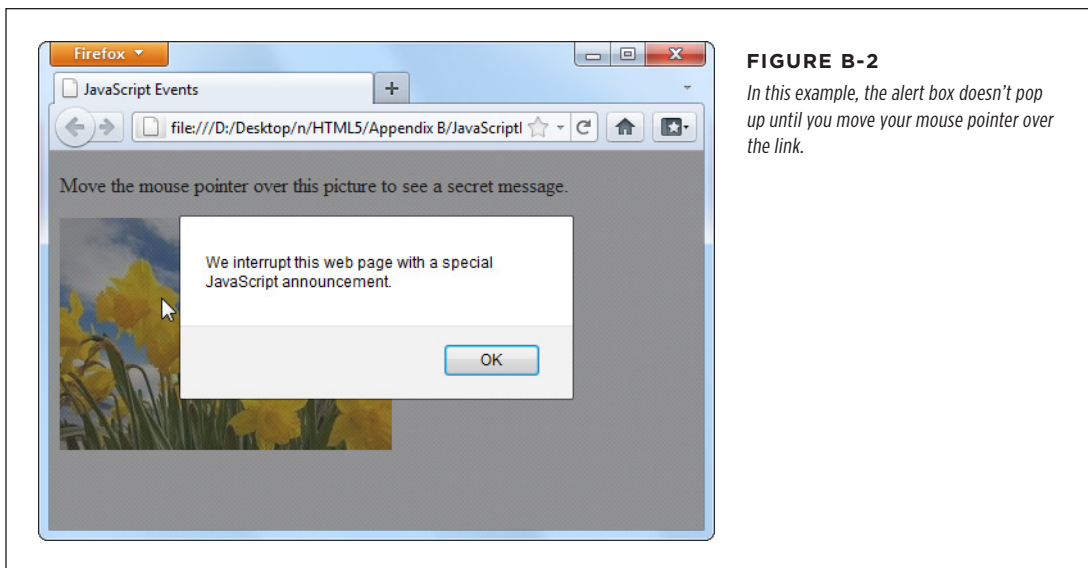 Firefox
JavaScript Events
+
file:///D:/Desktop/n/HTML5/Appendix B/JavaScriptl
Move the mouse pointer over this picture to see a secret message.
We interrupt this web page with a special
JavaScript announcement.
OK
FIGURE B-2
In this example, the alert box doesn’t pop
up until you move your mouse pointer over
the link.